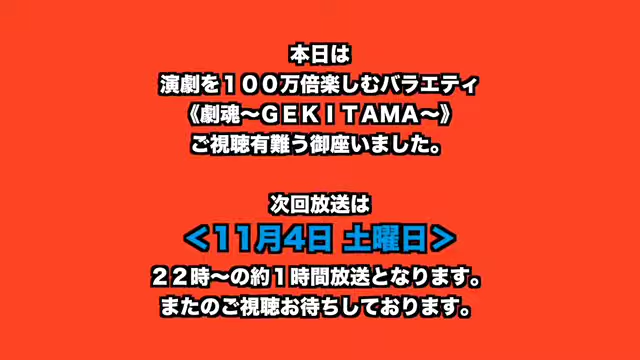 本日は
演劇を１００万倍楽しむバラエティ
《劇魂～ＧＥＫＩＴＡＭＡ～》
ご視聴有難う御座いました。
次回放送は
＜11月4日 土曜日＞
２２時～の約１時間放送となります。
またのご視聴お待ちしております。